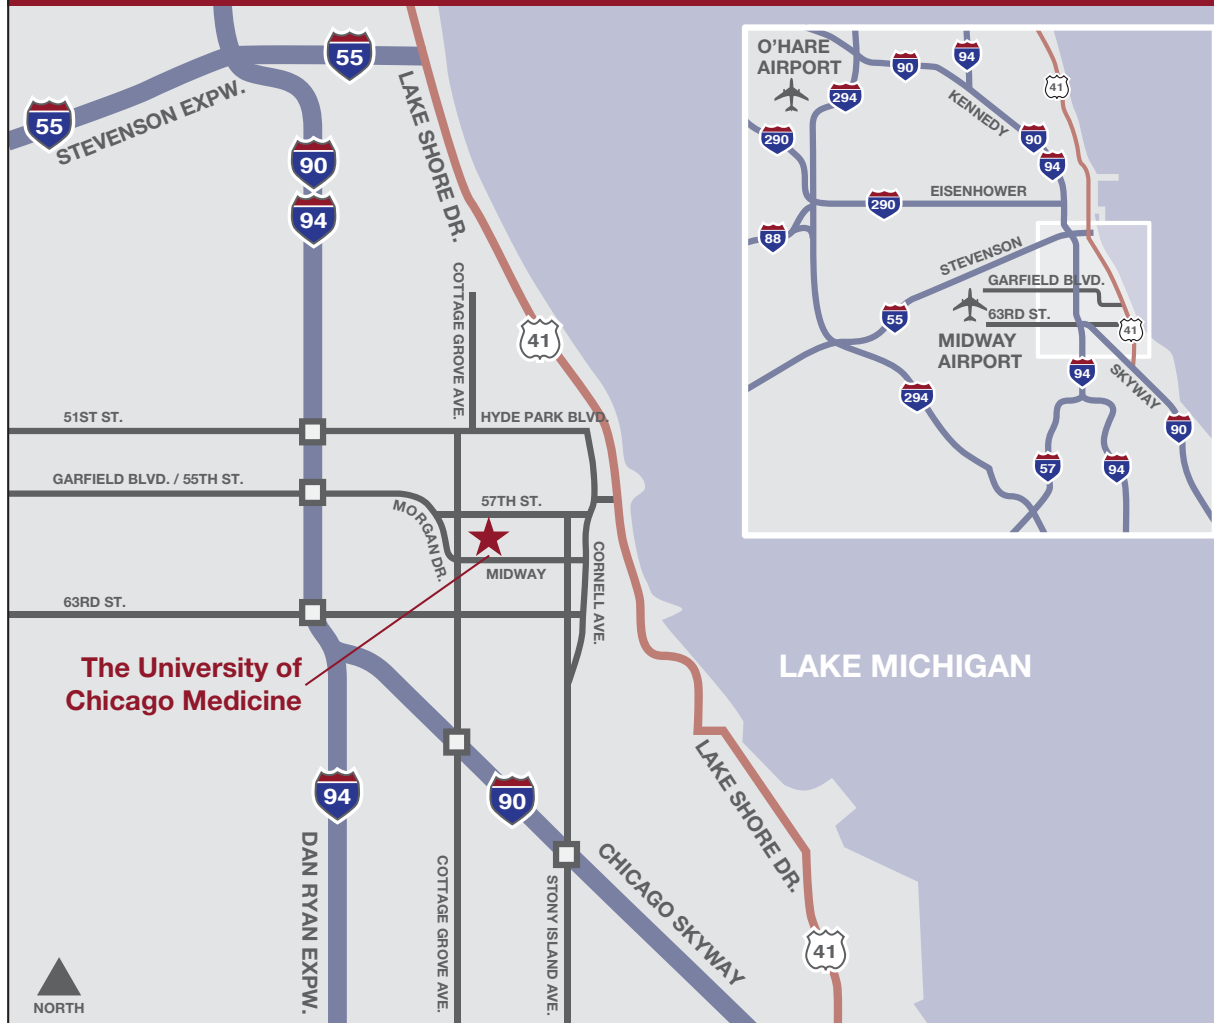 55
55
STEVENSON EXPW.
LAKE SHORE DR.
90
94
COTTAGE GROVE AVE.
41
51ST ST.
HYDE PARK BLVD.
GARFIELD BLVD. / 55TH ST.
MORGAN DR.
57TH ST.
MIDWAY
CORNELL AVE.
63RD ST.
The University of
Chicago Medicine
LAKE MICHIGAN
94
90
LAKE SHORE DR.
DAN RYAN EXPW.
COTTAGE GROVE AVE.
STONY ISLAND AVE.
CHICAGO SKYWAY
41
NORTH
O'HARE
AIRPORT
294
90
94
41
KENNEDY
290
90
94
EISENHOWER
290
88
STEVENSON
GARFIELD BLVD.
55
63RD ST.
41
MIDWAY
AIRPORT
94
SKYWAY
294
90
57
94